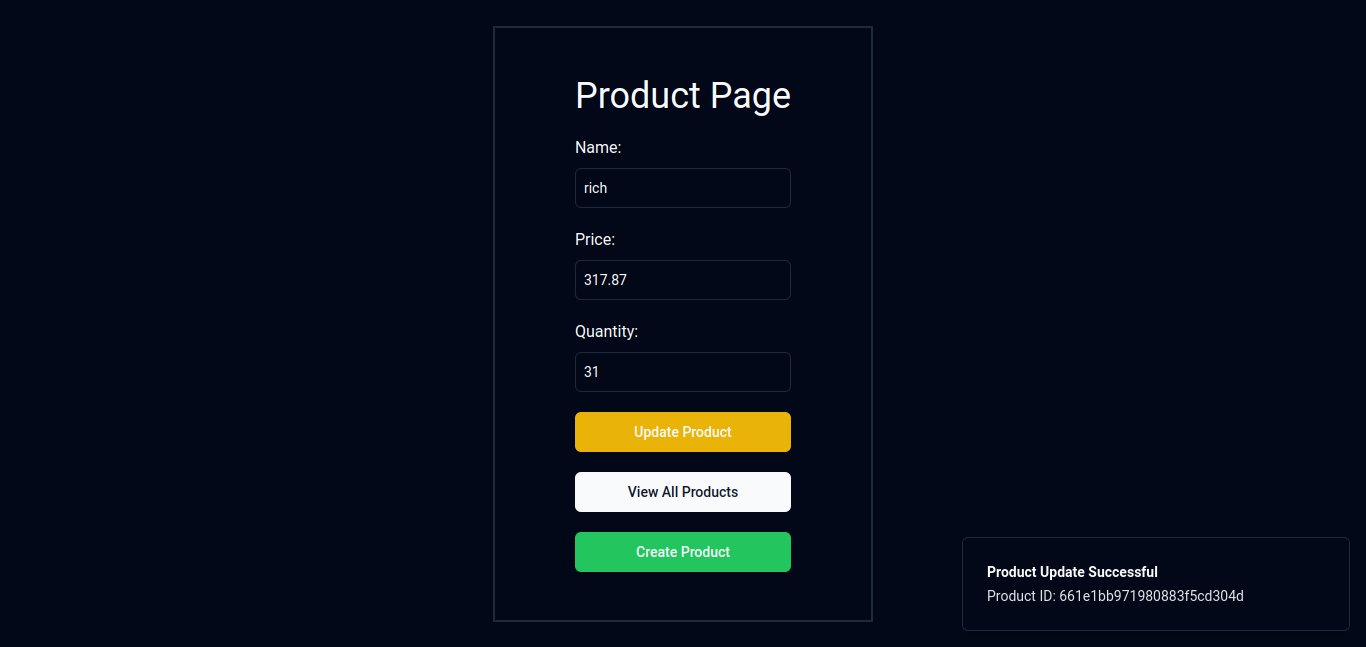 Product Page
Name:
rich
Price:
317.87
Quantity:
31
Update Product
View All Products
Create Product
Product Update Successful
Product ID: 661e1bb971980883f5cd304d